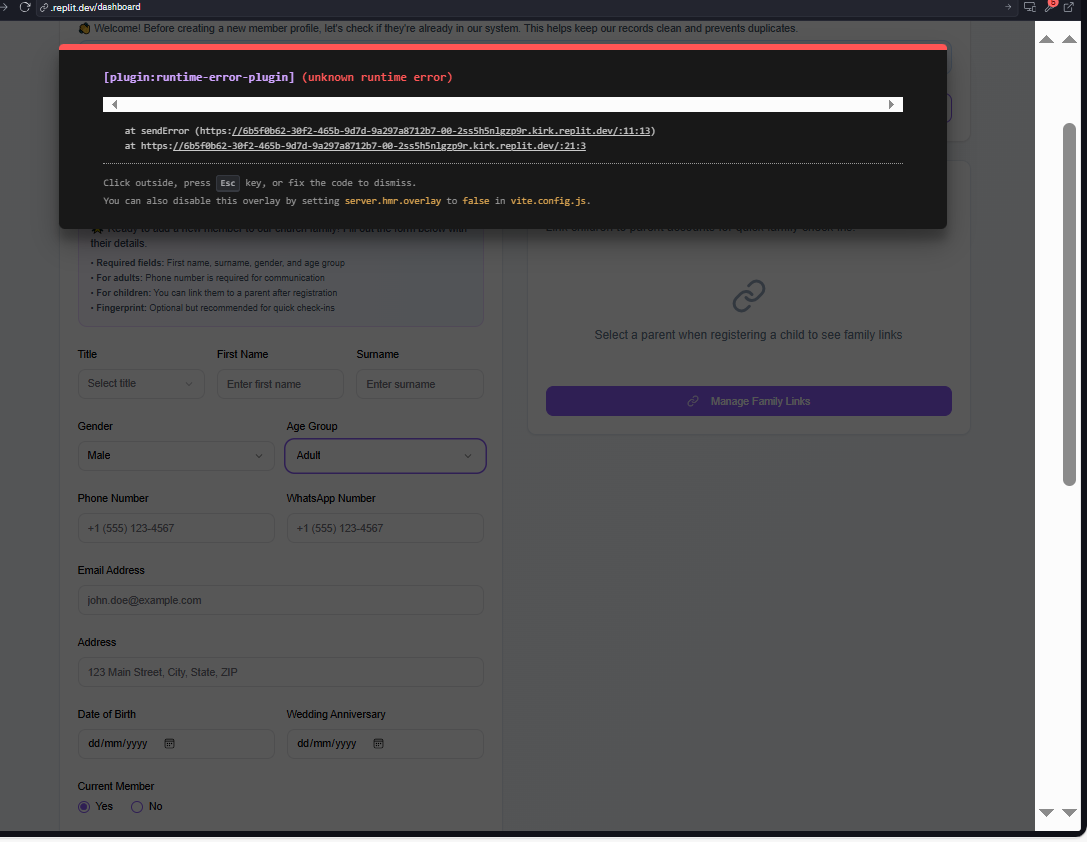 .replit.dev/dashboard
5
Welcome! Before creating a new member profile, let's check if they're already in our system. This helps keep our records clean and prevents duplicates.
[plugin:runtime-error-plugin] (unknown runtime error)
at sendError (https://6b5f0b62-30f2-465b-9d7d-9a297a8712b7-00-2ss5h5nlgzp9r.kirk.replit.dev/:11:13)
at https://6b5f0b62-30f2-465b-9d7d-9a297a8712b7-00-2ss5h5nlgzp9r.kirk.replit.dev/:21:3
Click outside, press Esc key, or fix the code to dismiss.
You can also disable this overlay by setting server.hmr.overlay to false in vite.config.js.
Ready to add a new member to our church family! Fill out the form below with
their details.
• Required fields: First name, surname, gender, and age group
• For adults: Phone number is required for communication
• For children: You can link them to a parent after registration
• Fingerprint: Optional but recommended for quick check-ins
Link children to parent accounts for quick family check-ins.
Select a parent when registering a child to see family links
Manage Family Links
Title First Name Surname
Select title Enter first name Enter surname
Gender Age Group
Male Adult
Phone Number WhatsApp Number
+1 (555) 123-4567 +1 (555) 123-4567
Email Address
john.doe@example.com
Address
123 Main Street, City, State, ZIP
Date of Birth Wedding Anniversary
dd/mm/yyyy dd/mm/yyyy
Current Member
Yes No